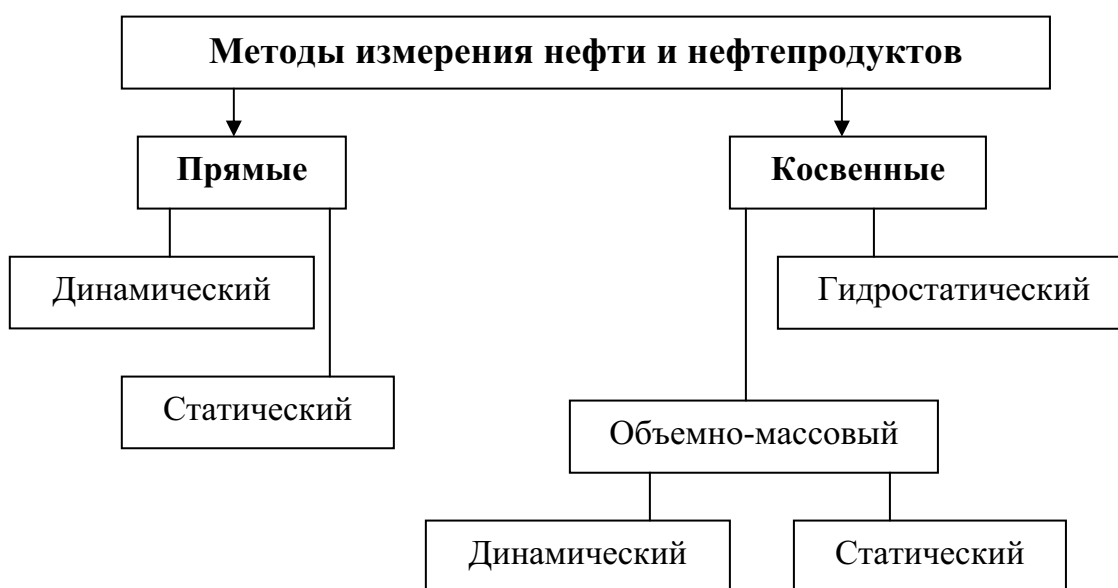 Методы измерения нефти и нефтепродуктов
Прямые
Косвенные
Динамический
Гидростатический
Статический
Объемно-массовый
Динамический
Статический